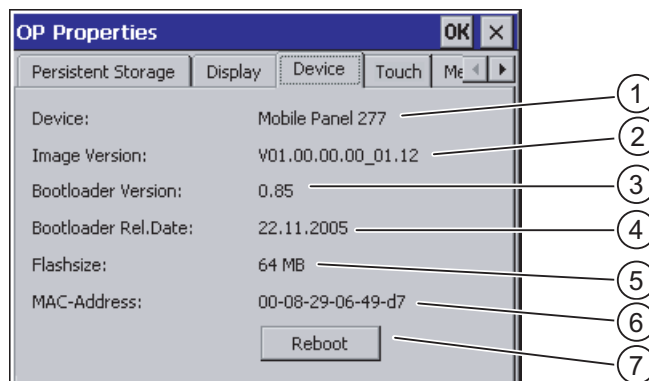 OP Properties OK ×
Persistent Storage Display Device Touch Me
Device: Mobile Panel 277 1
Image Version: V01.00.00.00_01.12 2
Bootloader Version: 0.85 3
Bootloader Rel.Date: 22.11.2005 4
Flashsize: 64 MB 5
MAC-Address: 00-08-29-06-49-d7 6
Reboot 7